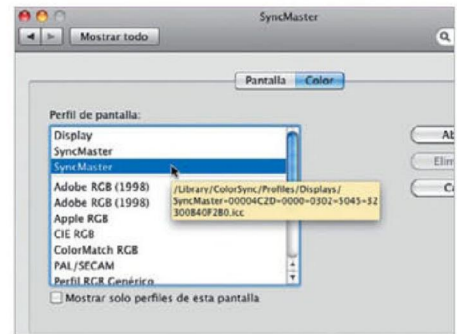 SyncMaster
Mostrar todo
Pantalla Color
Perfil de pantalla:
Display
SyncMaster
SyncMaster
Adobe RGB (1998)
Adobe RGB (1998)
Apple RGB
CIE RGB
ColorMatch RGB
PAL/SECAM
Perfil RGB Genérico
/Library/ColorSync/Profiles/Displays/
SyncMaster-00004C2D-0000-0302-5045-32
300B40F2B0.icc
Mostrar solo perfiles de esta pantalla